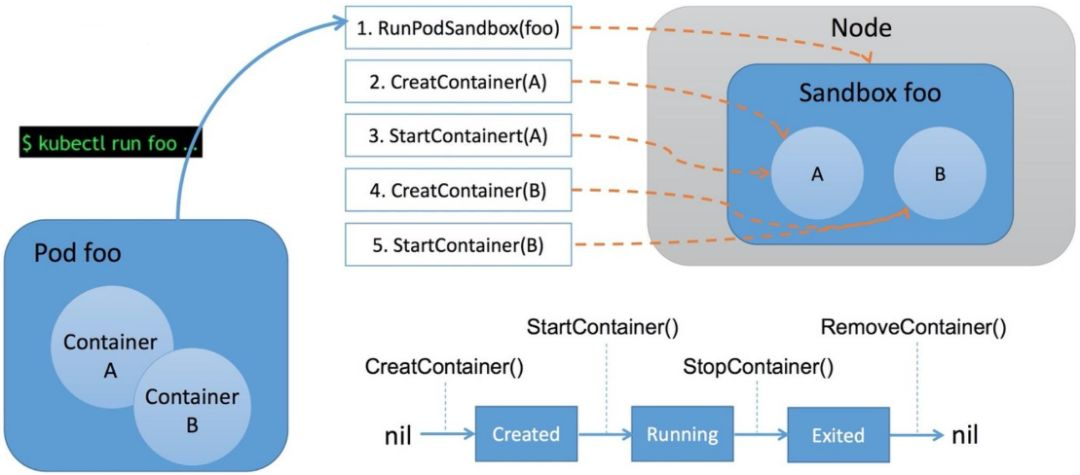 1. RunPodSandbox(foo)
2. CreatContainer(A)
3. StartContainert(A)
4. CreatContainer(B)
5. StartContainer(B)
Node
Sandbox foo
A
B
$ kubectl run foo ..
Pod foo
Container
A
Container
B
StartContainer()
RemoveContainer()
CreatContainer()
StopContainer()
nil
Created
Running
Exited
nil